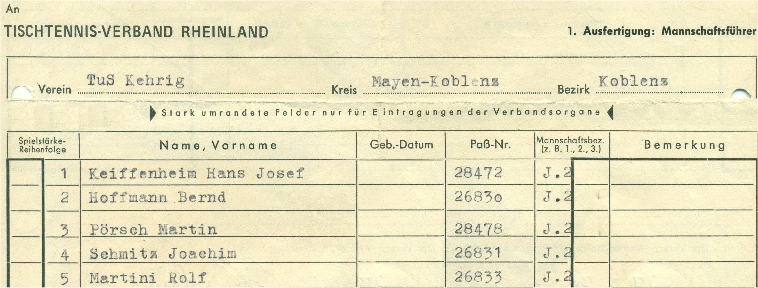 An
TISCHTENNIS-VERBAND RHEINLAND 1. Ausfertigung: Mannschaftsführer
Verein TuS Kehrig Kreis Mayen-Koblenz Bezirk Koblenz
Stark umrandete Felder nur für Eintragungen der Verbandsorgane
Spielstärke-Reihenfolge Name, Vorname Geb.-Datum Paß-Nr. Mannschaftsbez. (z. B. 1., 2., 3.) Bemerkung
1 Keiffenheim Hans Josef 28472 J.2
2 Hoffmann Bernd 26830 J.2
3 Pörsch Martin 28478 J.2
4 Schmitz Joachim 26831 J.2
5 Martini Rolf 26833 J.2